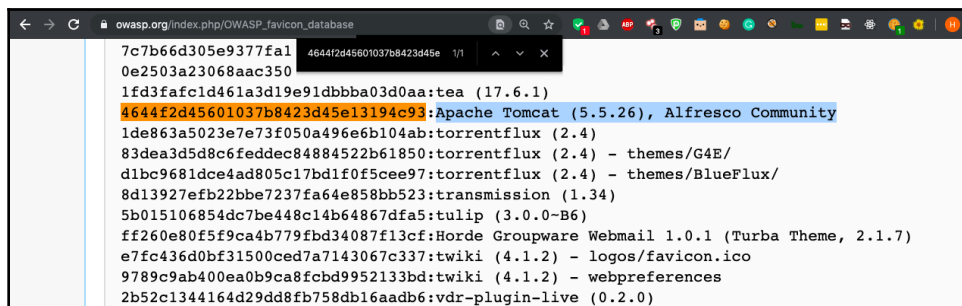 owasp.org/index.php/OWASP_favicon_database
4644f2d45601037b8423d45e 1/1
7c7b66d305e9377fa1
0e2503a23068aac350
1fd3fafc1d461a3d19e91dbbba03d0aa:tea (17.6.1)
4644f2d45601037b8423d45e13194c93:Apache Tomcat (5.5.26), Alfresco Community
1de863a5023e7e73f050a496e6b104ab:torrentflux (2.4)
83dea3d5d8c6feddec84884522b61850:torrentflux (2.4) – themes/G4E/
d1bc9681dce4ad805c17bd1f0f5cee97:torrentflux (2.4) – themes/BlueFlux/
8d13927efb22bbe7237fa64e858bb523:transmission (1.34)
5b015106854dc7be448c14b64867dfa5:tulip (3.0.0~B6)
ff260e80f5f9ca4b779fbd34087f13cf:Horde Groupware Webmail 1.0.1 (Turba Theme, 2.1.7)
e7fc436d0bf31500ced7a7143067c337:twiki (4.1.2) – logos/favicon.ico
9789c9ab400ea0b9ca8fcbd9952133bd:twiki (4.1.2) – webpreferences
2b52c1344164d29dd8fb758db16aadb6:vdr-plugin-live (0.2.0)